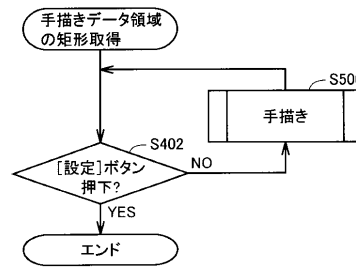 手描きデータ領域
の矩形取得
手描き
S402
[設定]ボタン
押下?
NO
YES
エンド